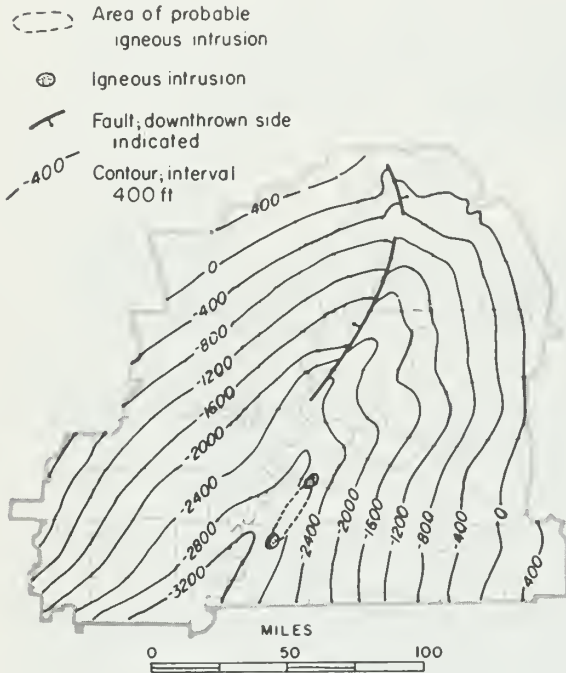 Area of probable
igneous intrusion
Igneous intrusion
Fault; downthrown side
indicated
-400
Contour; interval
400 ft
400
0
-400
-800
-1200
-1600
-2000
-2400
-2800
-3200
-2400
-2000
-1600
-1200
-800
-400
0
400
MILES
0 50 100